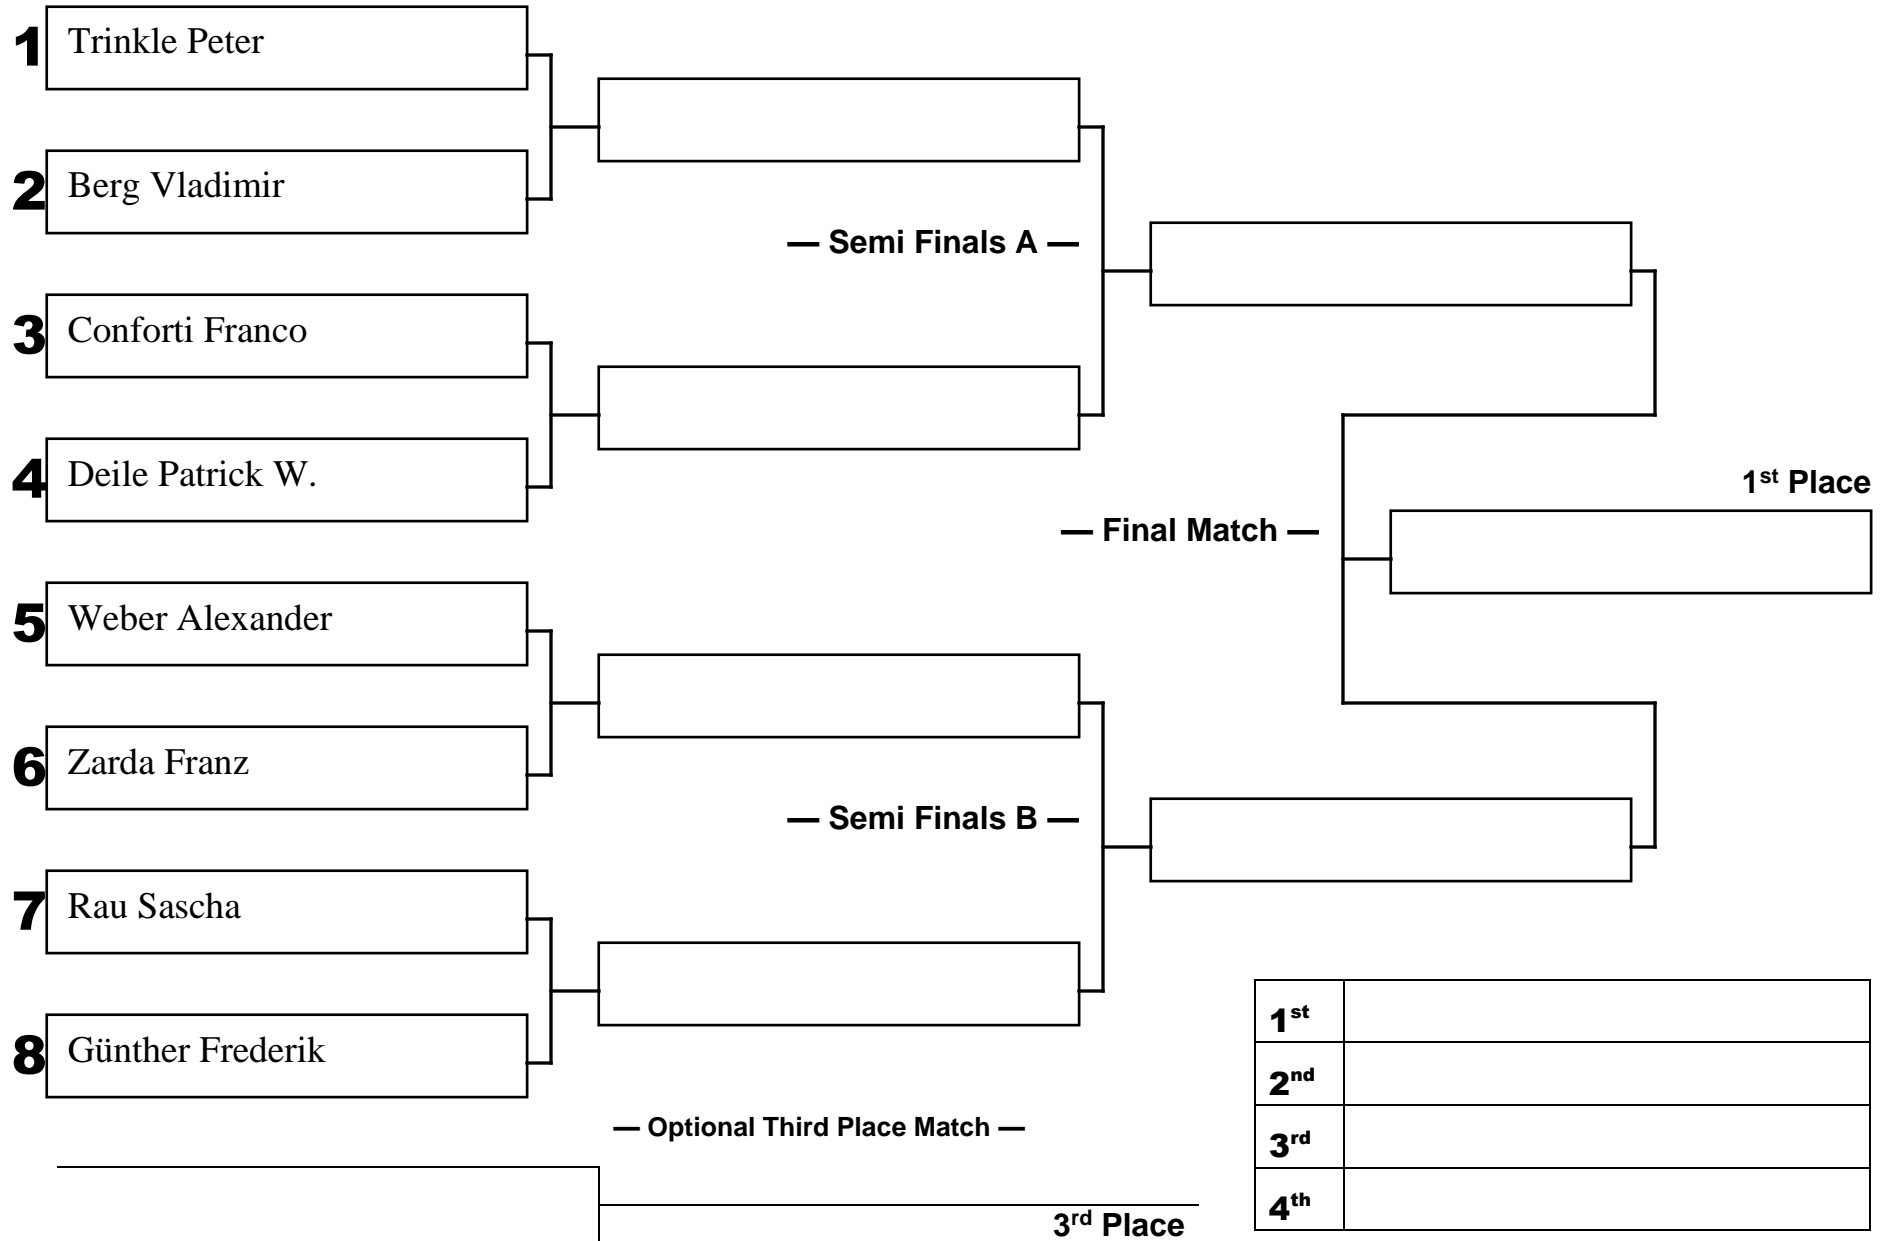 1 Trinkle Peter
2 Berg Vladimir
— Semi Finals A —
3 Conforti Franco
4 Deile Patrick W.
1st Place
— Final Match —
5 Weber Alexander
6 Zarda Franz
— Semi Finals B —
7 Rau Sascha
8 Günther Frederik
— Optional Third Place Match —
3rd Place
1st
2nd
3rd
4th